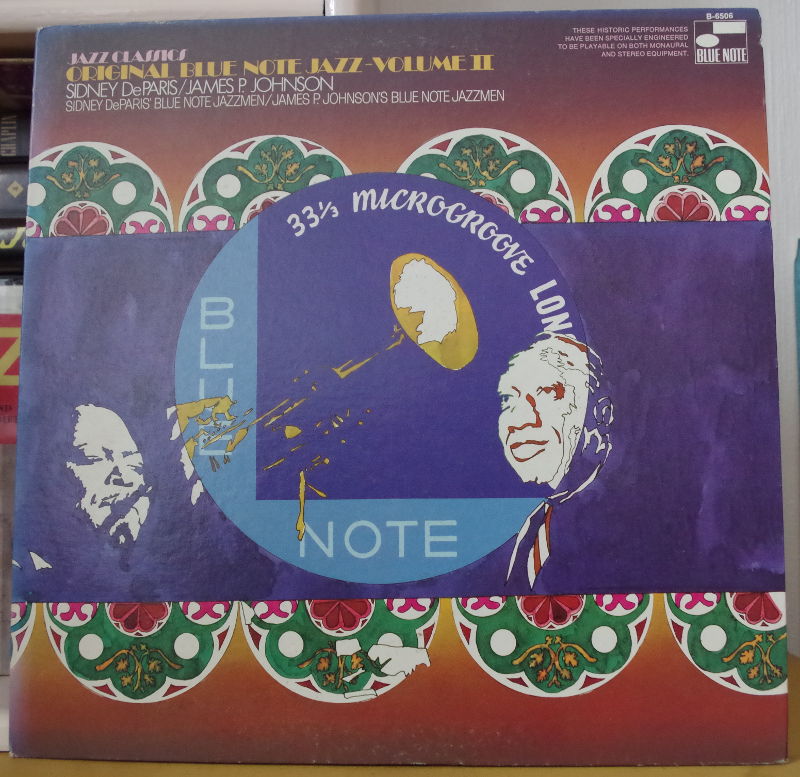 B-6506
THESE HISTORIC PERFORMANCES
HAVE BEEN SPECIALLY ENGINEERED
TO BE PLAYABLE ON BOTH MONAURAL
AND STEREO EQUIPMENT.
BLUE NOTE
JAZZ CLASSICS
ORIGINAL BLUE NOTE JAZZ-VOLUME II
SIDNEY DePARIS/JAMES P. JOHNSON
SIDNEY DePARIS' BLUE NOTE JAZZMEN/JAMES P. JOHNSON'S BLUE NOTE JAZZMEN
CHAPLIN
33⅓ MICROGROOVE LON
BLUE
NOTE
Z